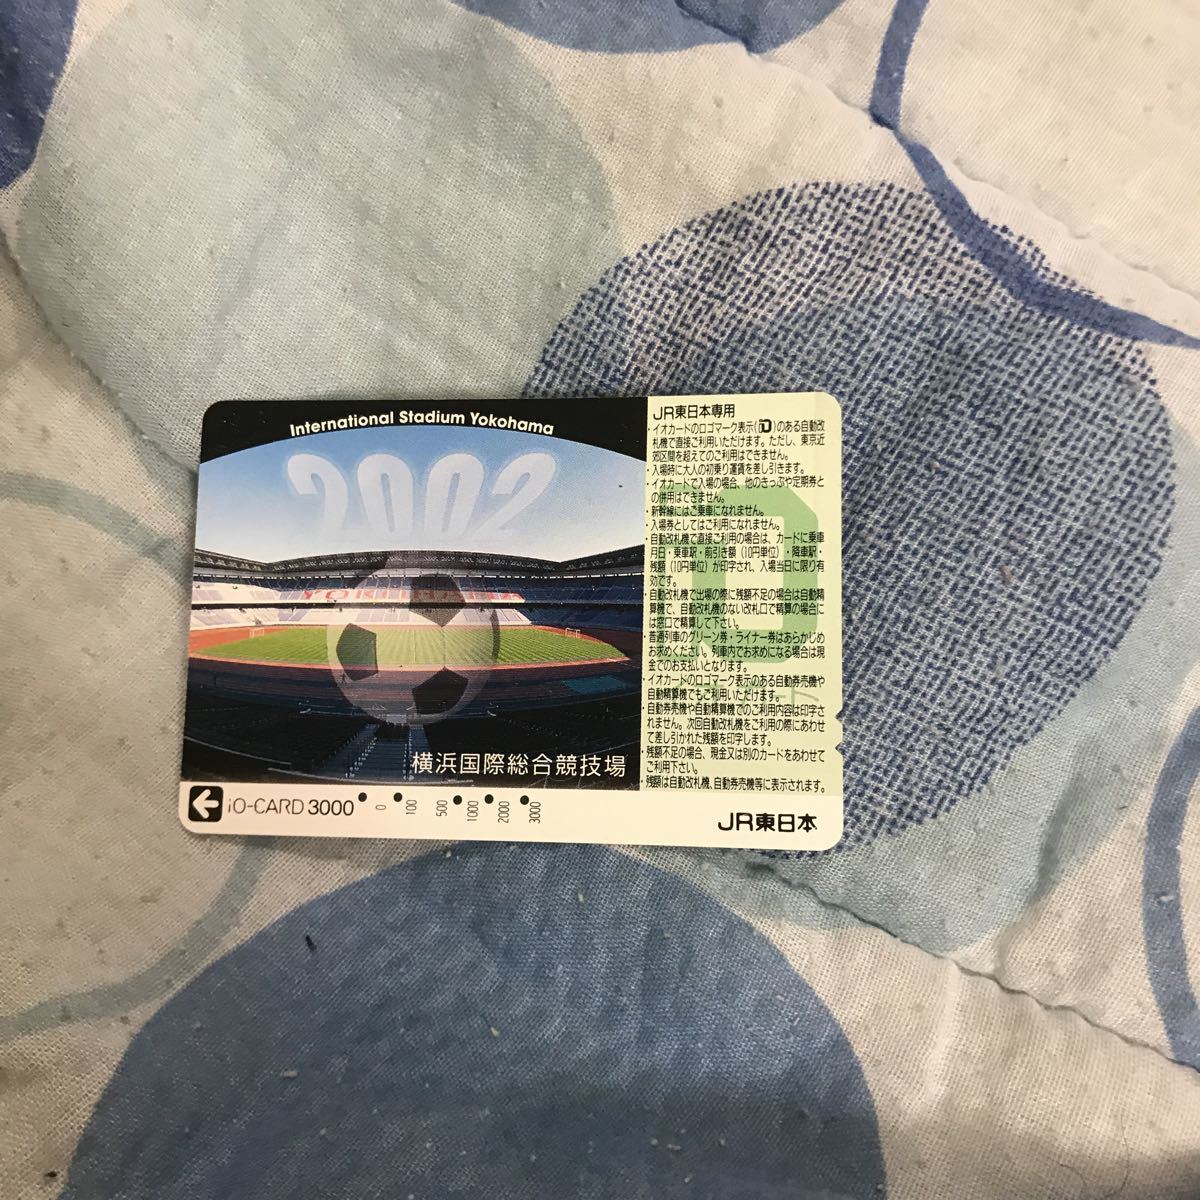 International Stadium Yokohama
2002
YOKOHAMA
横浜国際総合競技場
JR東日本専用
・イオカードのロゴマーク表示(iO)のある自動改
札機で直接ご利用いただけます。ただし、東京近
郊区間を超えてのご利用はできません。
・入場時に大人の初乗り運賃を差し引きます。
・イオカードで入場の場合、他のきっぷや定期券と
の併用はできません。
・新幹線にはご乗車になれません。
・入場券としてはご利用になれません。
・自動改札機で直接ご利用の場合は、カードに乗車
月日・乗車駅・前引き額（10円単位）・降車駅・
残額（10円単位）が印字され、入場当日に限り有
効です。
・自動改札機で出場の際に残額不足の場合は自動精
算機で、自動改札機のない改札口で精算の場合に
は窓口で精算して下さい。
・普通列車のグリーン券・ライナー券はあらかじめ
お求めください。列車内でお求めになる場合は現
金でのお支払いとなります。
・イオカードのロゴマーク表示のある自動券売機や
自動精算機でもご利用いただけます。
・自動券売機や自動精算機でのご利用内容は印字さ
れません。次回自動改札機をご利用の際にあわせ
て差し引かれた残額を印字します。
・残額不足の場合、現金又は別のカードをあわせて
ご利用下さい。
・残額は自動改札機、自動券売機等に表示されます。
iO-CARD 3000
0 100 500 1000 2000 3000
JR東日本